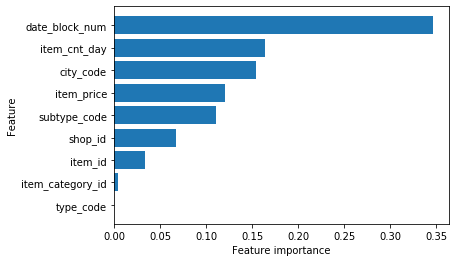 date_block_num
item_cnt_day
city_code
item_price
subtype_code
shop_id
item_id
item_category_id
type_code
Feature
0.00 0.05 0.10 0.15 0.20 0.25 0.30 0.35
Feature importance